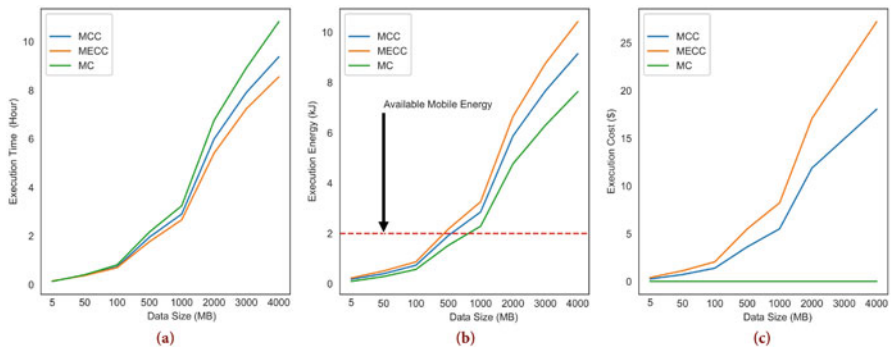 MCC
MECC
MC
Execution Time (Hour)
10
8
6
4
2
0
5 50 100 500 1000 2000 3000 4000
Data Size (MB)
(a)
MCC
MECC
MC
Available Mobile Energy
Execution Energy (kJ)
10
8
6
4
2
0
5 50 100 500 1000 2000 3000 4000
Data Size (MB)
(b)
MCC
MECC
MC
Execution Cost ($)
25
20
15
10
5
0
5 50 100 500 1000 2000 3000 4000
Data Size (MB)
(c)